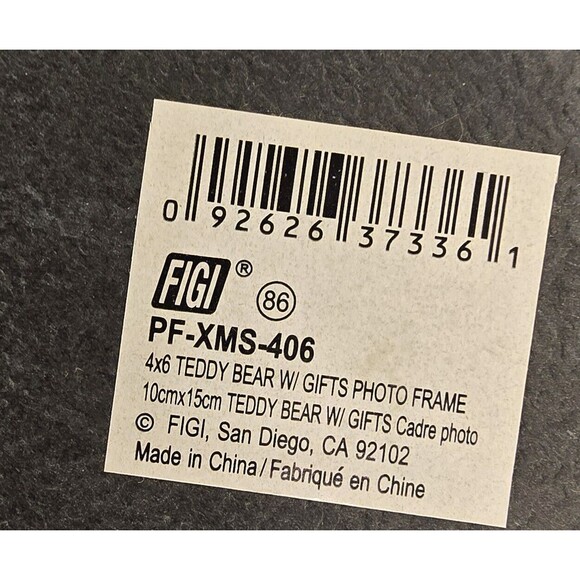 0 92626 37336 1
FIGI ® 86
PF-XMS-406
4x6 TEDDY BEAR W/ GIFTS PHOTO FRAME
10cmx15cm TEDDY BEAR W/ GIFTS Cadre photo
© FIGI, San Diego, CA 92102
Made in China/Fabriqué en Chine